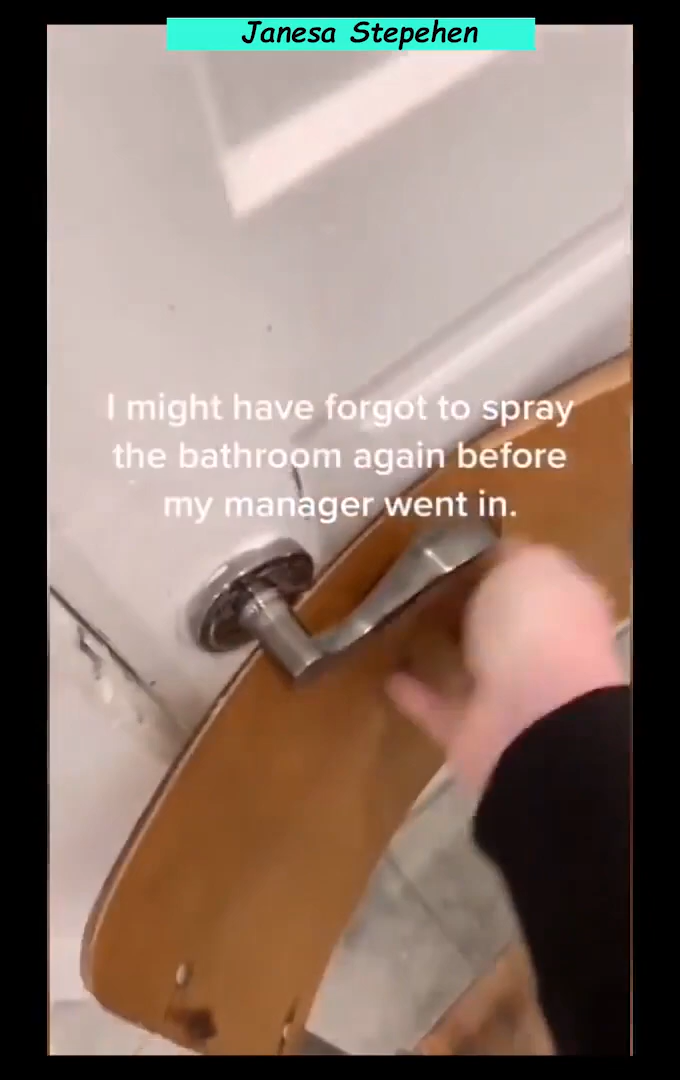 Janesa Stepehen
I might have forgot to spray
the bathroom again before
my manager went in.